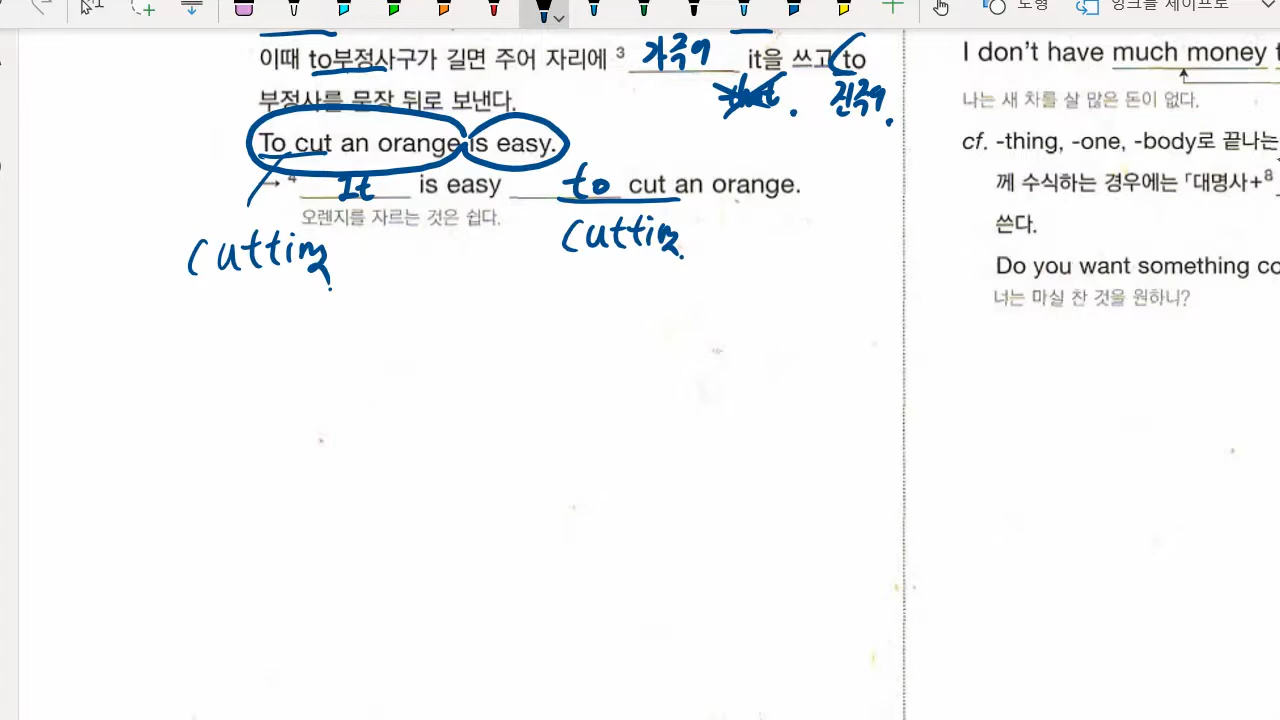 도형
잉크를 셰이프로
이때 to부정사구가 길면 주어 자리에 3 가주어 it을 쓰고 to
부정사를 문장 뒤로 보낸다.
that. 진주어.
To cut an orange is easy.
→ 4 It is easy to cut an orange.
오렌지를 자르는 것은 쉽다.
cutting.
cutting.
I don't have much money t
나는 새 차를 살 많은 돈이 없다.
cf. -thing, -one, -body로 끝나는
께 수식하는 경우에는 「대명사+8
쓴다.
Do you want something co
너는 마실 찬 것을 원하니?